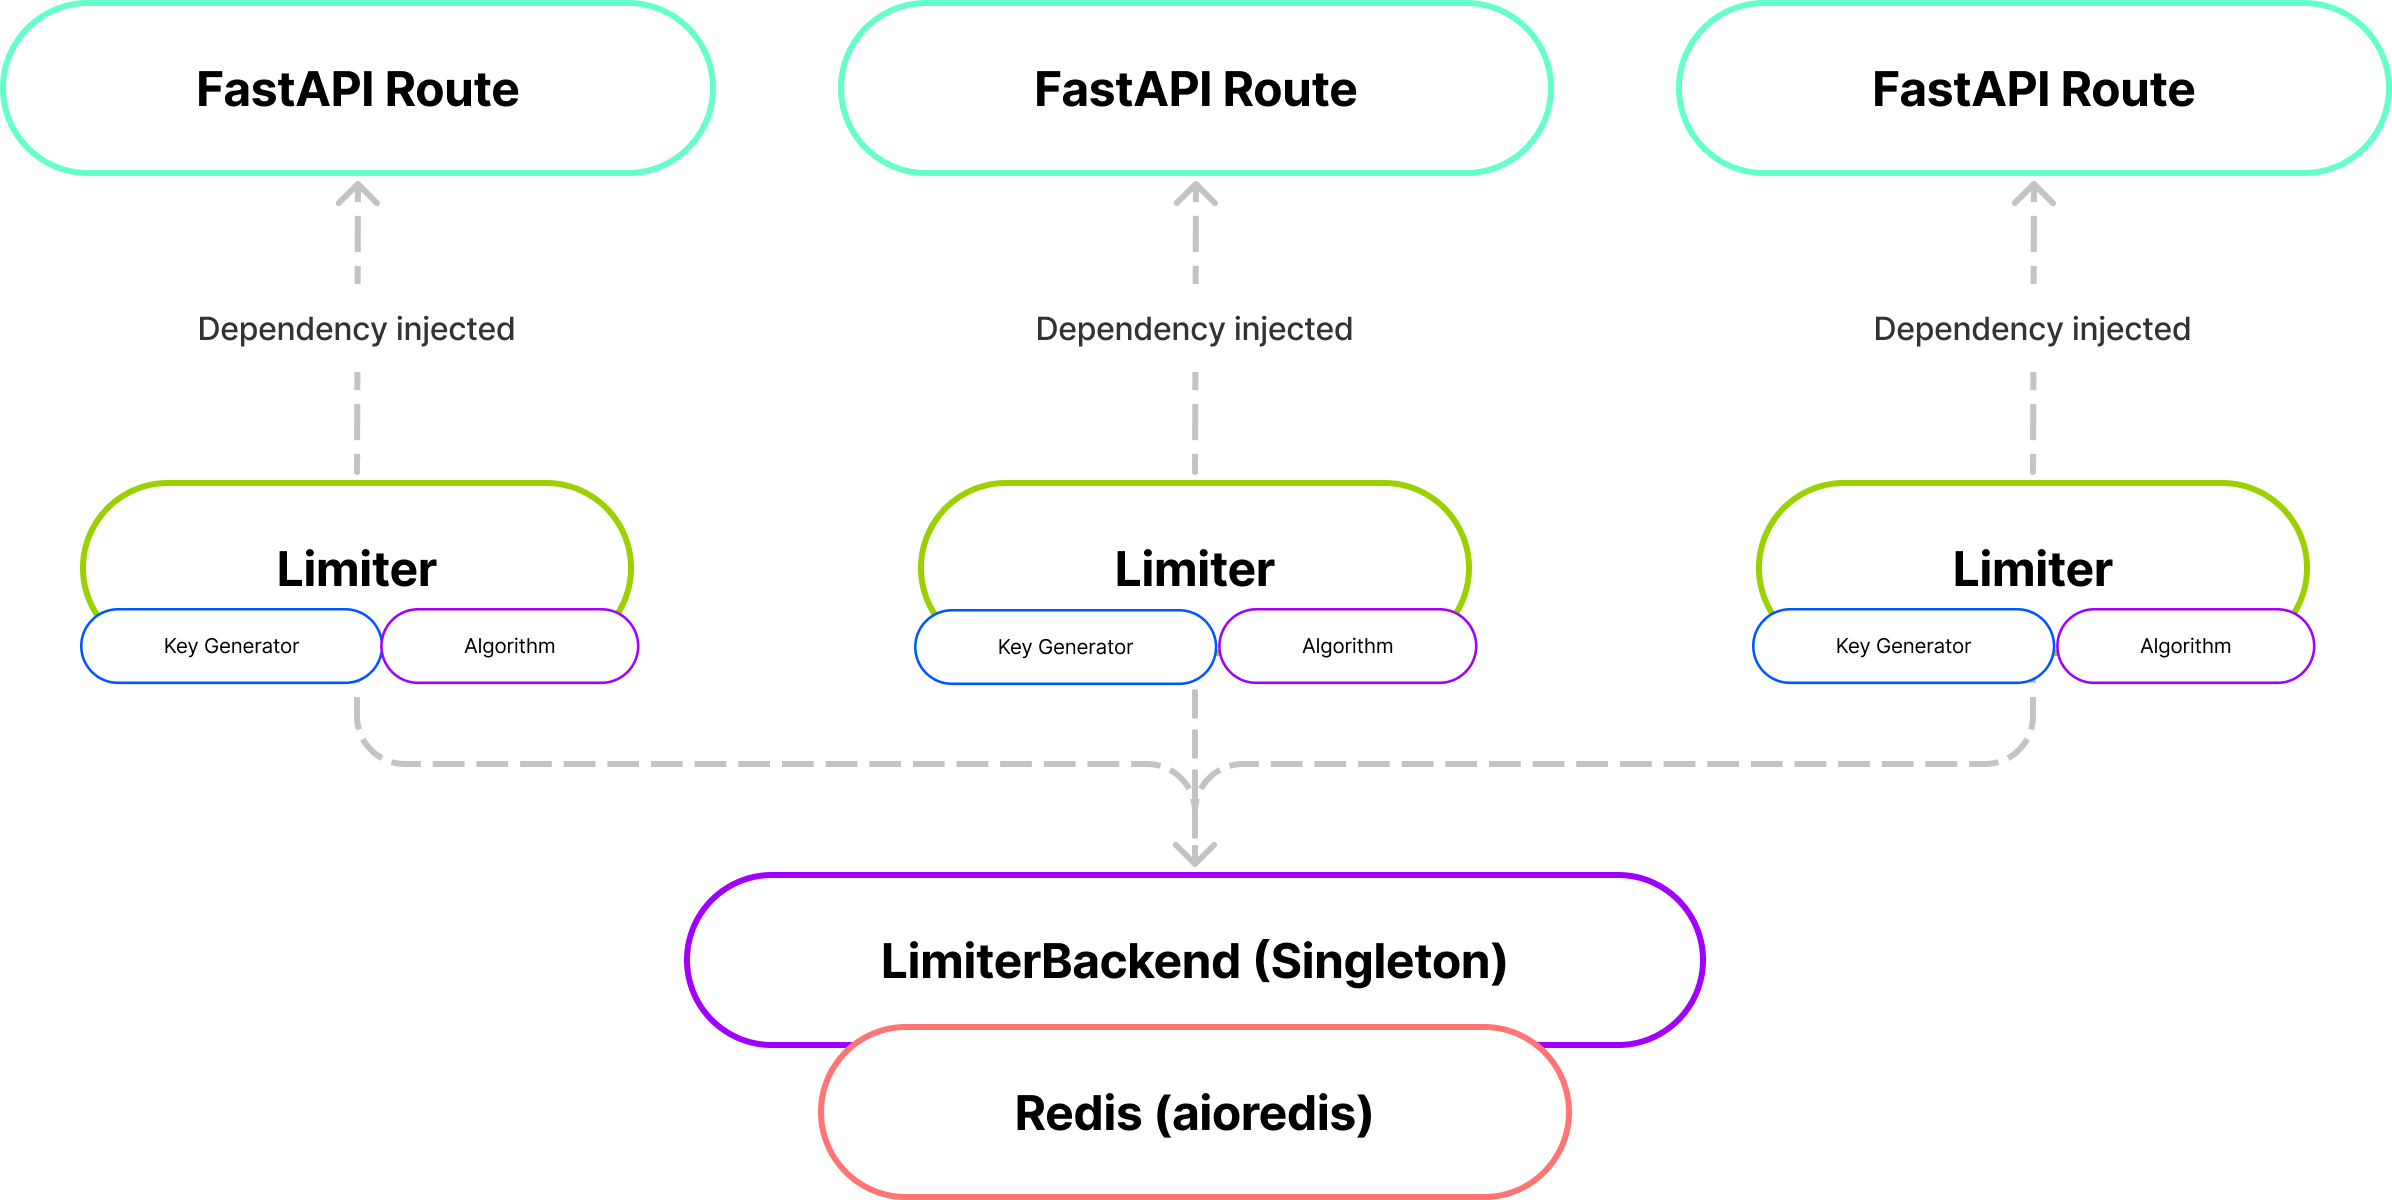 FastAPI Route
FastAPI Route
FastAPI Route
Dependency injected
Dependency injected
Dependency injected
Limiter
Limiter
Limiter
Key Generator
Algorithm
Key Generator
Algorithm
Key Generator
Algorithm
LimiterBackend (Singleton)
Redis (aioredis)